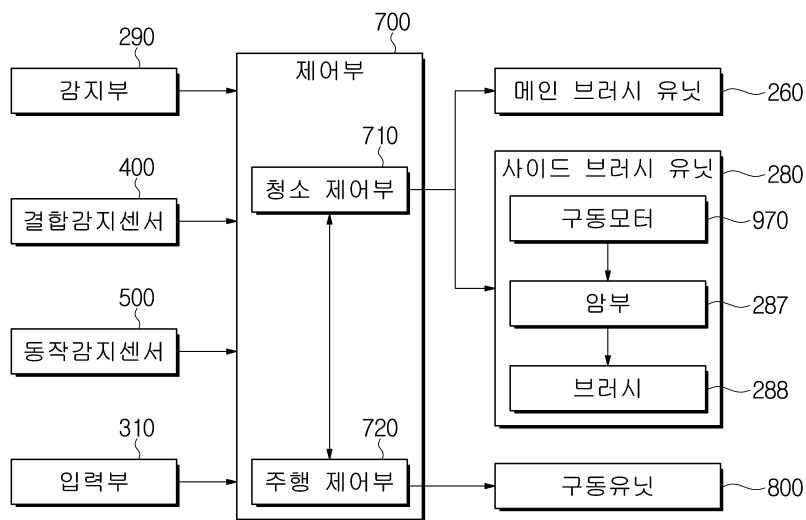 290
감지부
400
결합감지센서
500
동작감지센서
310
입력부
700
제어부
710
청소 제어부
720
주행 제어부
메인 브러시 유닛
260
사이드 브러시 유닛
280
구동모터
970
암부
287
브러시
288
구동유닛
800